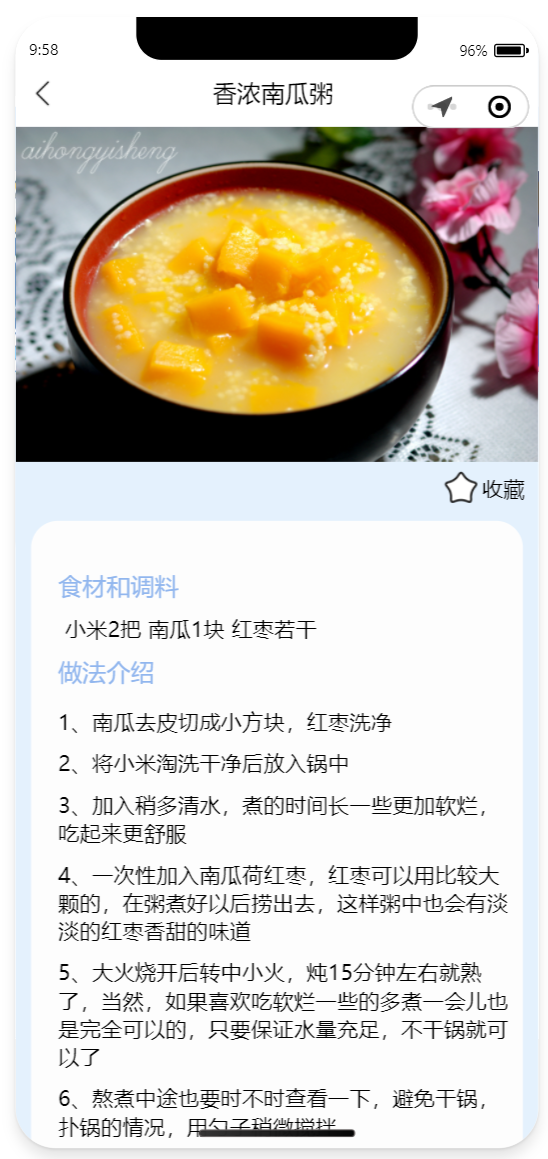 9:58
96%
香浓南瓜粥
aihongyisheng
收藏
食材和调料
小米2把 南瓜1块 红枣若干
做法介绍
1、南瓜去皮切成小方块，红枣洗净
2、将小米淘洗干净后放入锅中
3、加入稍多清水，煮的时间长一些更加软烂，
吃起来更舒服
4、一次性加入南瓜荷红枣，红枣可以用比较大
颗的，在粥煮好以后捞出去，这样粥中也会有淡
淡的红枣香甜的味道
5、大火烧开后转中小火，炖15分钟左右就熟
了，当然，如果喜欢吃软烂一些的多煮一会儿也
是完全可以的，只要保证水量充足，不干锅就可
以了
6、熬煮中途也要时不时查看一下，避免干锅，
扑锅的情况，用勺子稍微搅拌